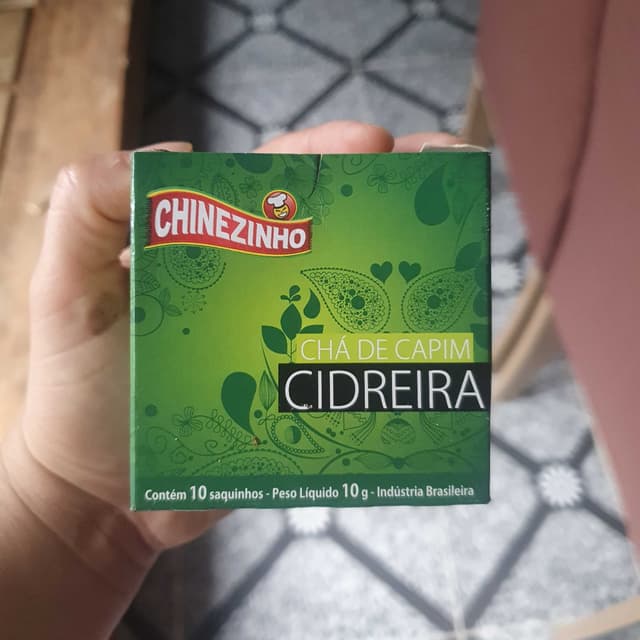 CHINEZINHO
CHÁ DE CAPIM
CIDREIRA
Contém 10 saquinhos - Peso Líquido 10 g - Indústria Brasileira